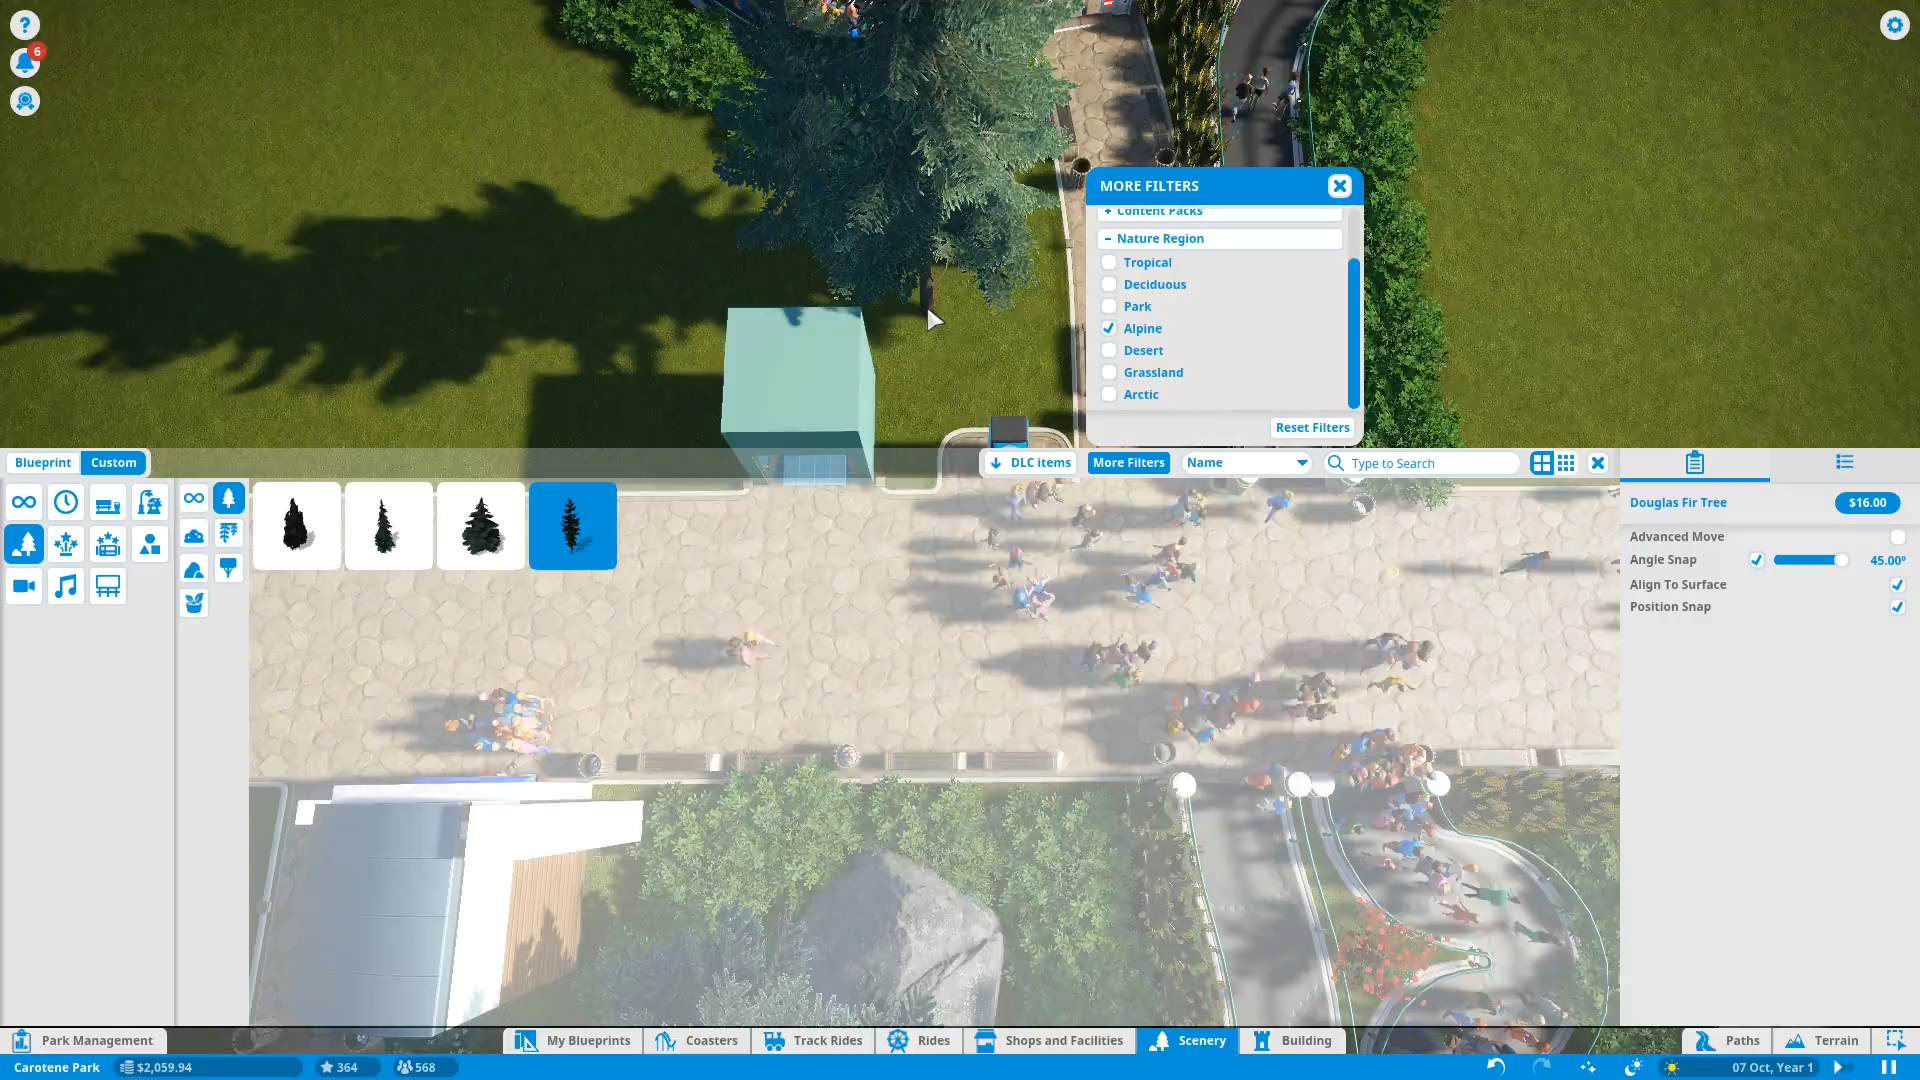 ?
6
MORE FILTERS
+ Content Packs
− Nature Region
Tropical
Deciduous
Park
Alpine
Desert
Grassland
Arctic
Reset Filters
Blueprint
Custom
DLC items
More Filters
Name
Type to Search
Douglas Fir Tree
$16.00
Advanced Move
Angle Snap
45.00°
Align To Surface
Position Snap
Park Management
My Blueprints
Coasters
Track Rides
Rides
Shops and Facilities
Scenery
Building
Paths
Terrain
Carotene Park
$2,059.94
364
568
07 Oct, Year 1